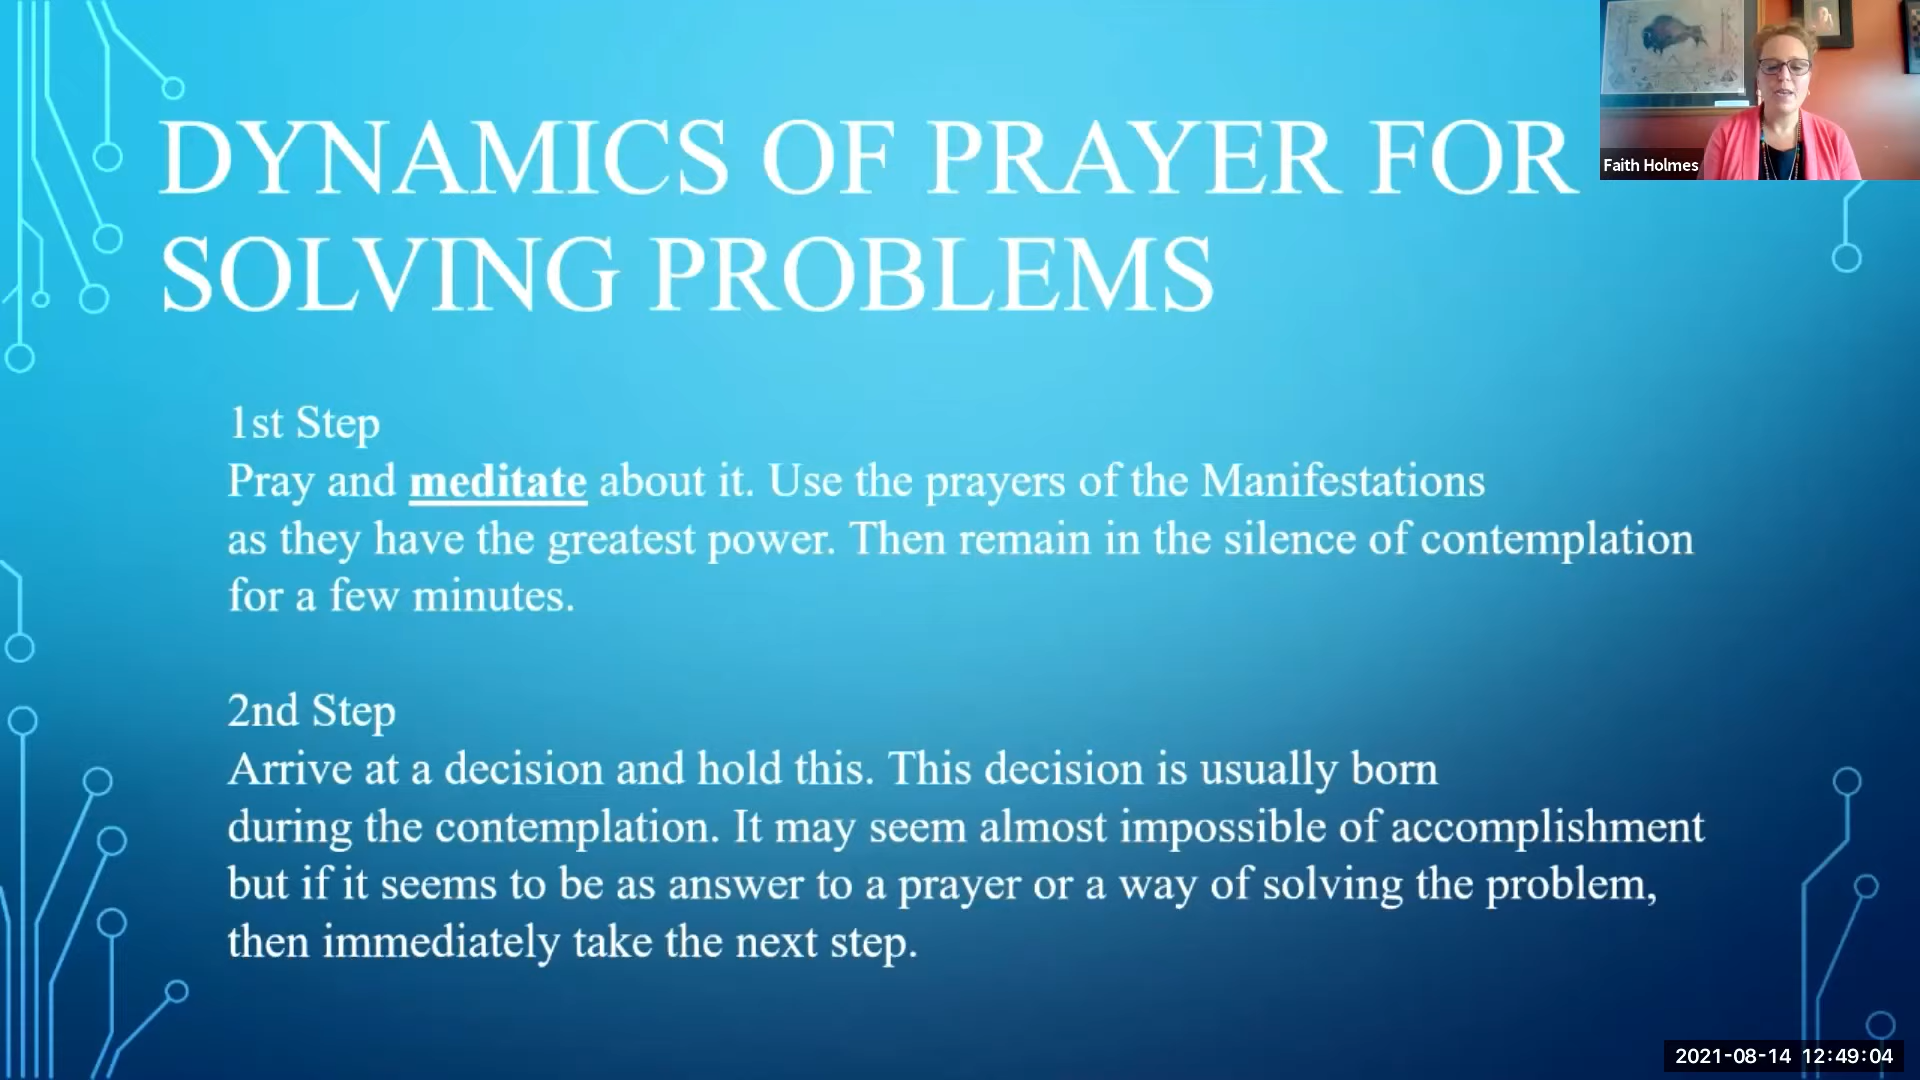 DYNAMICS OF PRAYER FOR
SOLVING PROBLEMS
Faith Holmes
1st Step
Pray and meditate about it. Use the prayers of the Manifestations
as they have the greatest power. Then remain in the silence of contemplation
for a few minutes.
2nd Step
Arrive at a decision and hold this. This decision is usually born
during the contemplation. It may seem almost impossible of accomplishment
but if it seems to be as answer to a prayer or a way of solving the problem,
then immediately take the next step.
2021-08-14 12:49:04